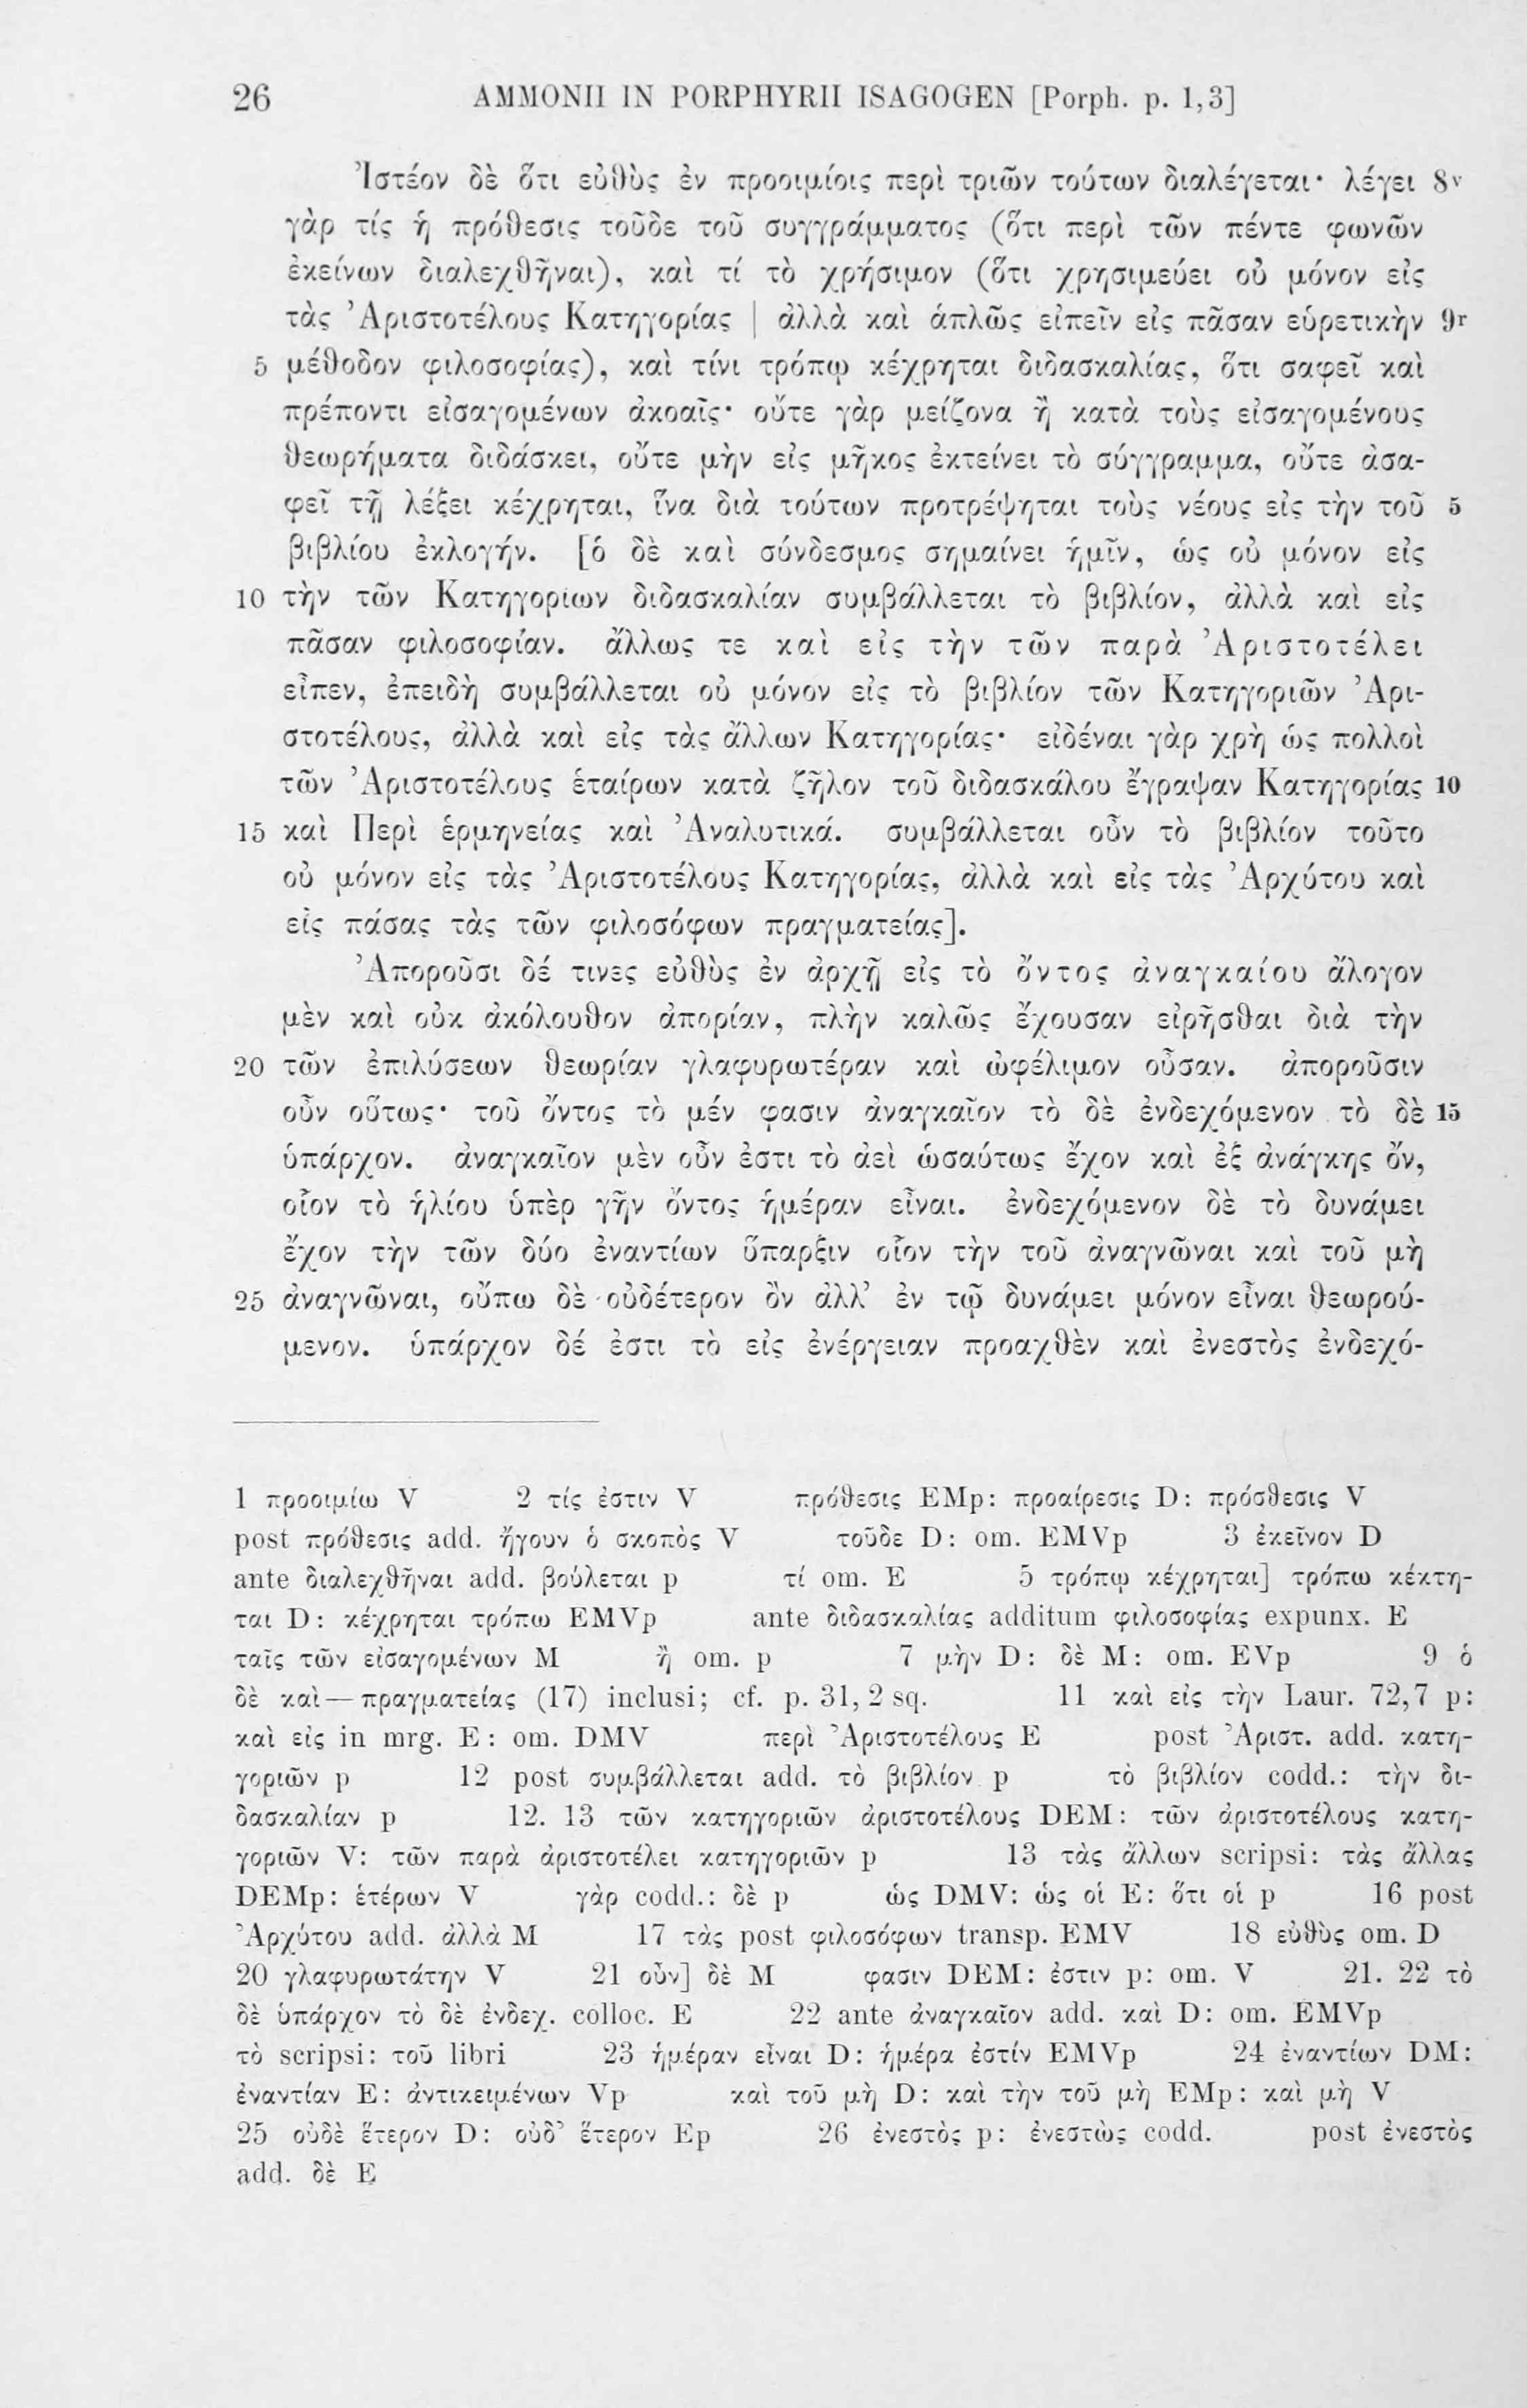 26 AMMONII IN PORPHYRII ISAGOGEN [Porph. p. 1,3]
Ἰστέον δὲ ὅτι εὐθὺς ἐν προοιμίοις περὶ τριῶν τούτων διαλέγεται· λέγει 8v
γὰρ τίς ἡ πρόθεσις τοῦδε τοῦ συγγράμματος (ὅτι περὶ τῶν πέντε φωνῶν
ἐκείνων διαλεχθῆναι), καὶ τί τὸ χρήσιμον (ὅτι χρησιμεύει οὐ μόνον εἰς
τὰς Ἀριστοτέλους Κατηγορίας | ἀλλὰ καὶ ἁπλῶς εἰπεῖν εἰς πᾶσαν εὑρετικὴν 9r
5 μέθοδον φιλοσοφίας), καὶ τίνι τρόπῳ κέχρηται διδασκαλίας, ὅτι σαφεῖ καὶ
πρέποντι εἰσαγομένων ἀκοαῖς· οὔτε γὰρ μείζονα ἢ κατὰ τοὺς εἰσαγομένους
θεωρήματα διδάσκει, οὔτε μὴν εἰς μῆκος ἐκτείνει τὸ σύγγραμμα, οὔτε ἀσα-
φεῖ τῇ λέξει κέχρηται, ἵνα διὰ τούτων προτρέψηται τοὺς νέους εἰς τὴν τοῦ 5
βιβλίου ἐκλογήν. [ὁ δὲ καὶ σύνδεσμος σημαίνει ἡμῖν, ὡς οὐ μόνον εἰς
10 τὴν τῶν Κατηγοριων διδασκαλίαν συμβάλλεται τὸ βιβλίον, ἀλλὰ καὶ εἰς
πᾶσαν φιλοσοφίαν. ἄλλως τε καὶ εἰς τὴν τῶν παρὰ Ἀριστοτέλει
εἶπεν, ἐπειδὴ συμβάλλεται οὐ μόνον εἰς τὸ βιβλίον τῶν Κατηγοριῶν Ἀρι-
στοτέλους, ἀλλὰ καὶ εἰς τὰς ἄλλων Κατηγορίας· εἰδέναι γὰρ χρὴ ὡς πολλοὶ
τῶν Ἀριστοτέλους ἑταίρων κατὰ ζῆλον τοῦ διδασκάλου ἔγραψαν Κατηγορίας 10
15 καὶ Περὶ ἑρμηνείας καὶ Ἀναλυτικά. συμβάλλεται οὖν τὸ βιβλίον τοῦτο
οὐ μόνον εἰς τὰς Ἀριστοτέλους Κατηγορίας, ἀλλὰ καὶ εἰς τὰς Ἀρχύτου καὶ
εἰς πάσας τὰς τῶν φιλοσόφων πραγματείας].
Ἀποροῦσι δέ τινες εὐθὺς ἐν ἀρχῇ εἰς τὸ ὄντος ἀναγκαίου ἄλογον
μὲν καὶ οὐκ ἀκόλουθον ἀπορίαν, πλὴν καλῶς ἔχουσαν εἰρῆσθαι διὰ τὴν
20 τῶν ἐπιλύσεων θεωρίαν γλαφυρωτέραν καὶ ὠφέλιμον οὖσαν. ἀποροῦσιν
οὖν οὕτως· τοῦ ὄντος τὸ μέν φασιν ἀναγκαῖον τὸ δὲ ἐνδεχόμενον τὸ δὲ 15
ὑπάρχον. ἀναγκαῖον μὲν οὖν ἐστι τὸ ἀεὶ ὡσαύτως ἔχον καὶ ἐξ ἀνάγκης ὄν,
οἷον τὸ ἡλίου ὑπὲρ γῆν ὄντος ἡμέραν εἶναι. ἐνδεχόμενον δὲ τὸ δυνάμει
ἔχον τὴν τῶν δύο ἐναντίων ὕπαρξιν οἷον τὴν τοῦ ἀναγνῶναι καὶ τοῦ μὴ
25 ἀναγνῶναι, οὔπω δὲ οὐδέτερον ὂν ἀλλ’ ἐν τῷ δυνάμει μόνον εἶναι θεωρού-
μενον. ὑπάρχον δέ ἐστι τὸ εἰς ἐνέργειαν προαχθὲν καὶ ἐνεστὸς ἐνδεχό-
1 προοιμίω V 2 τίς ἐστιν V πρόθεσις EMp: προαίρεσις D: πρόσθεσις V
post πρόθεσις add. ἤγουν ὁ σκοπὸς V τοῦδε D: om. EMVp 3 ἐκεῖνον D
ante διαλεχθῆναι add. βούλεται p τί om. E 5 τρόπῳ κέχρηται] τρόπω κέκτη-
ται D: κέχρηται τρόπω EMVp ante διδασκαλίας additum φιλοσοφίας expunx. E
ταῖς τῶν εἰσαγομένων M ἢ om. p 7 μὴν D: δὲ M: om. EVp 9 ὁ
δὲ καὶ — πραγματείας (17) inclusi; cf. p. 31, 2 sq. 11 καὶ εἰς τὴν Laur. 72,7 p:
καὶ εἰς in mrg. E: om. DMV περὶ Ἀριστοτέλους E post Ἀριστ. add. κατη-
γοριῶν p 12 post συμβάλλεται add. τὸ βιβλίον p τὸ βιβλίον codd.: τὴν δι-
δασκαλίαν p 12. 13 τῶν κατηγοριῶν ἀριστοτέλους DEM: τῶν ἀριστοτέλους κατη-
γοριῶν V: τῶν παρὰ ἀριστοτέλει κατηγοριῶν p 13 τὰς ἄλλων scripsi: τὰς ἄλλας
DEMp: ἑτέρων V γὰρ codd.: δὲ p ὡς DMV: ὡς οἱ E: ὅτι οἱ p 16 post
Ἀρχύτου add. ἀλλὰ M 17 τὰς post φιλοσόφων transp. EMV 18 εὐθὺς om. D
20 γλαφυρωτάτην V 21 οὖν] δὲ M φασιν DEM: ἐστιν p: om. V 21. 22 τὸ
δὲ ὑπάρχον τὸ δὲ ἐνδεχ. colloc. E 22 ante ἀναγκαῖον add. καὶ D: om. EMVp
τὸ scripsi: τοῦ libri 23 ἡμέραν εἶναι D: ἡμέρα ἐστίν EMVp 24 ἐναντίων DM:
ἐναντίαν E: ἀντικειμένων Vp καὶ τοῦ μὴ D: καὶ τὴν τοῦ μὴ EMp: καὶ μὴ V
25 οὐδὲ ἕτερον D: οὐδ’ ἕτερον Ep 26 ἐνεστὸς p: ἐνεστὼς codd. post ἐνεστὸς
add. δὲ E